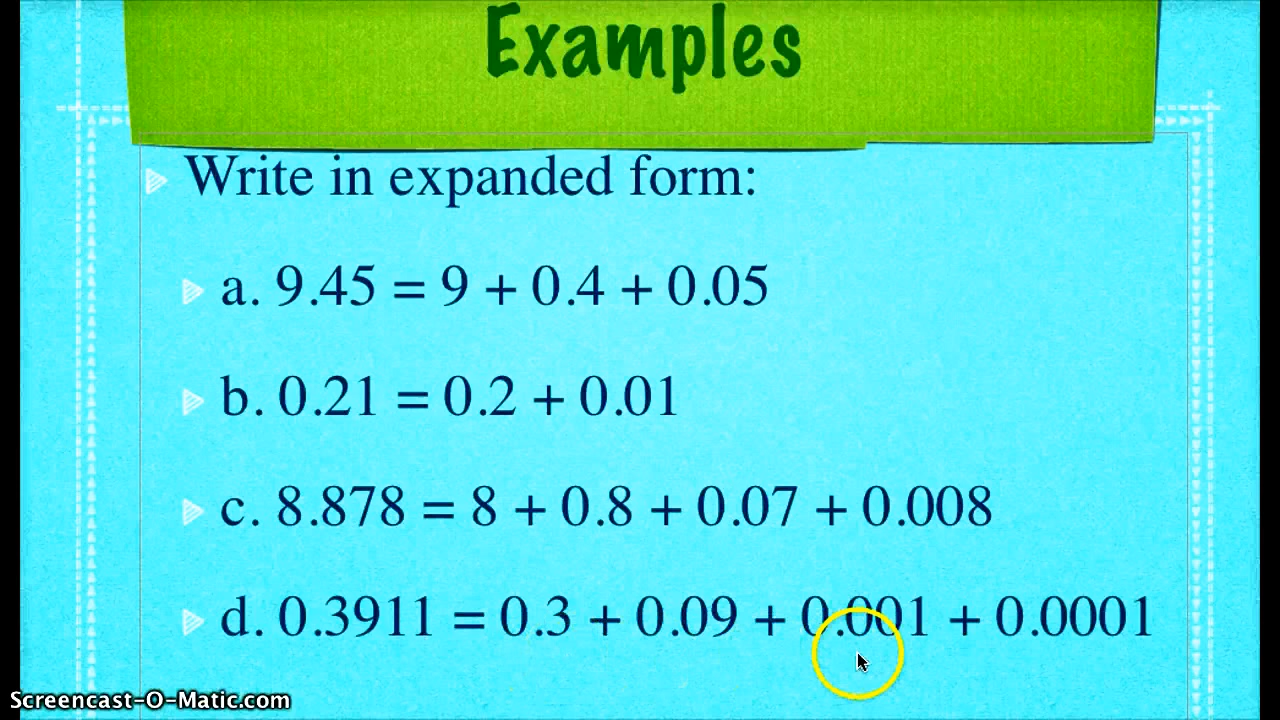 Examples
Write in expanded form:
a. 9.45 = 9 + 0.4 + 0.05
b. 0.21 = 0.2 + 0.01
c. 8.878 = 8 + 0.8 + 0.07 + 0.008
d. 0.3911 = 0.3 + 0.09 + 0.001 + 0.0001
Screencast-O-Matic.com